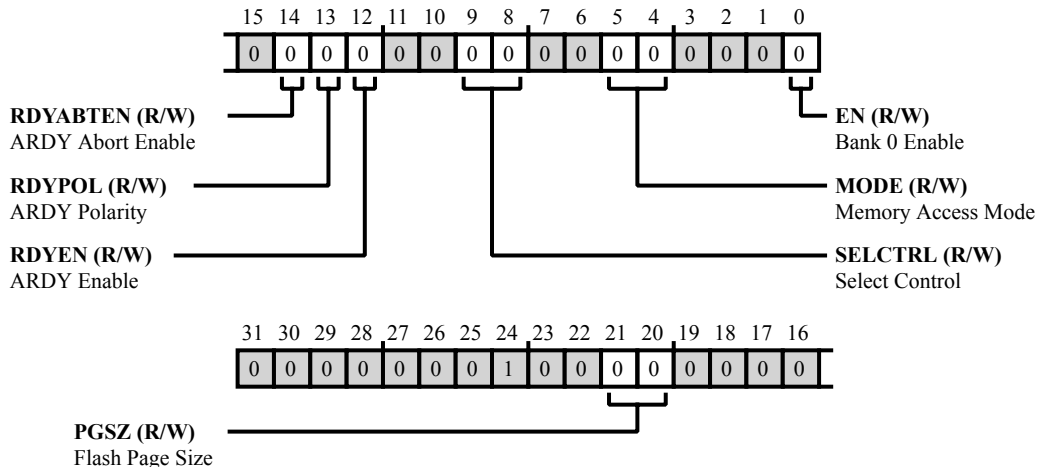 15 14 13 12 11 10 9 8 7 6 5 4 3 2 1 0
0 0 0 0 0 0 0 0 0 0 0 0 0 0 0 0
RDYABTEN (R/W)
ARDY Abort Enable
RDYPOL (R/W)
ARDY Polarity
RDYEN (R/W)
ARDY Enable
EN (R/W)
Bank 0 Enable
MODE (R/W)
Memory Access Mode
SELCTRL (R/W)
Select Control
31 30 29 28 27 26 25 24 23 22 21 20 19 18 17 16
0 0 0 0 0 0 0 1 0 0 0 0 0 0 0 0
PGSZ (R/W)
Flash Page Size